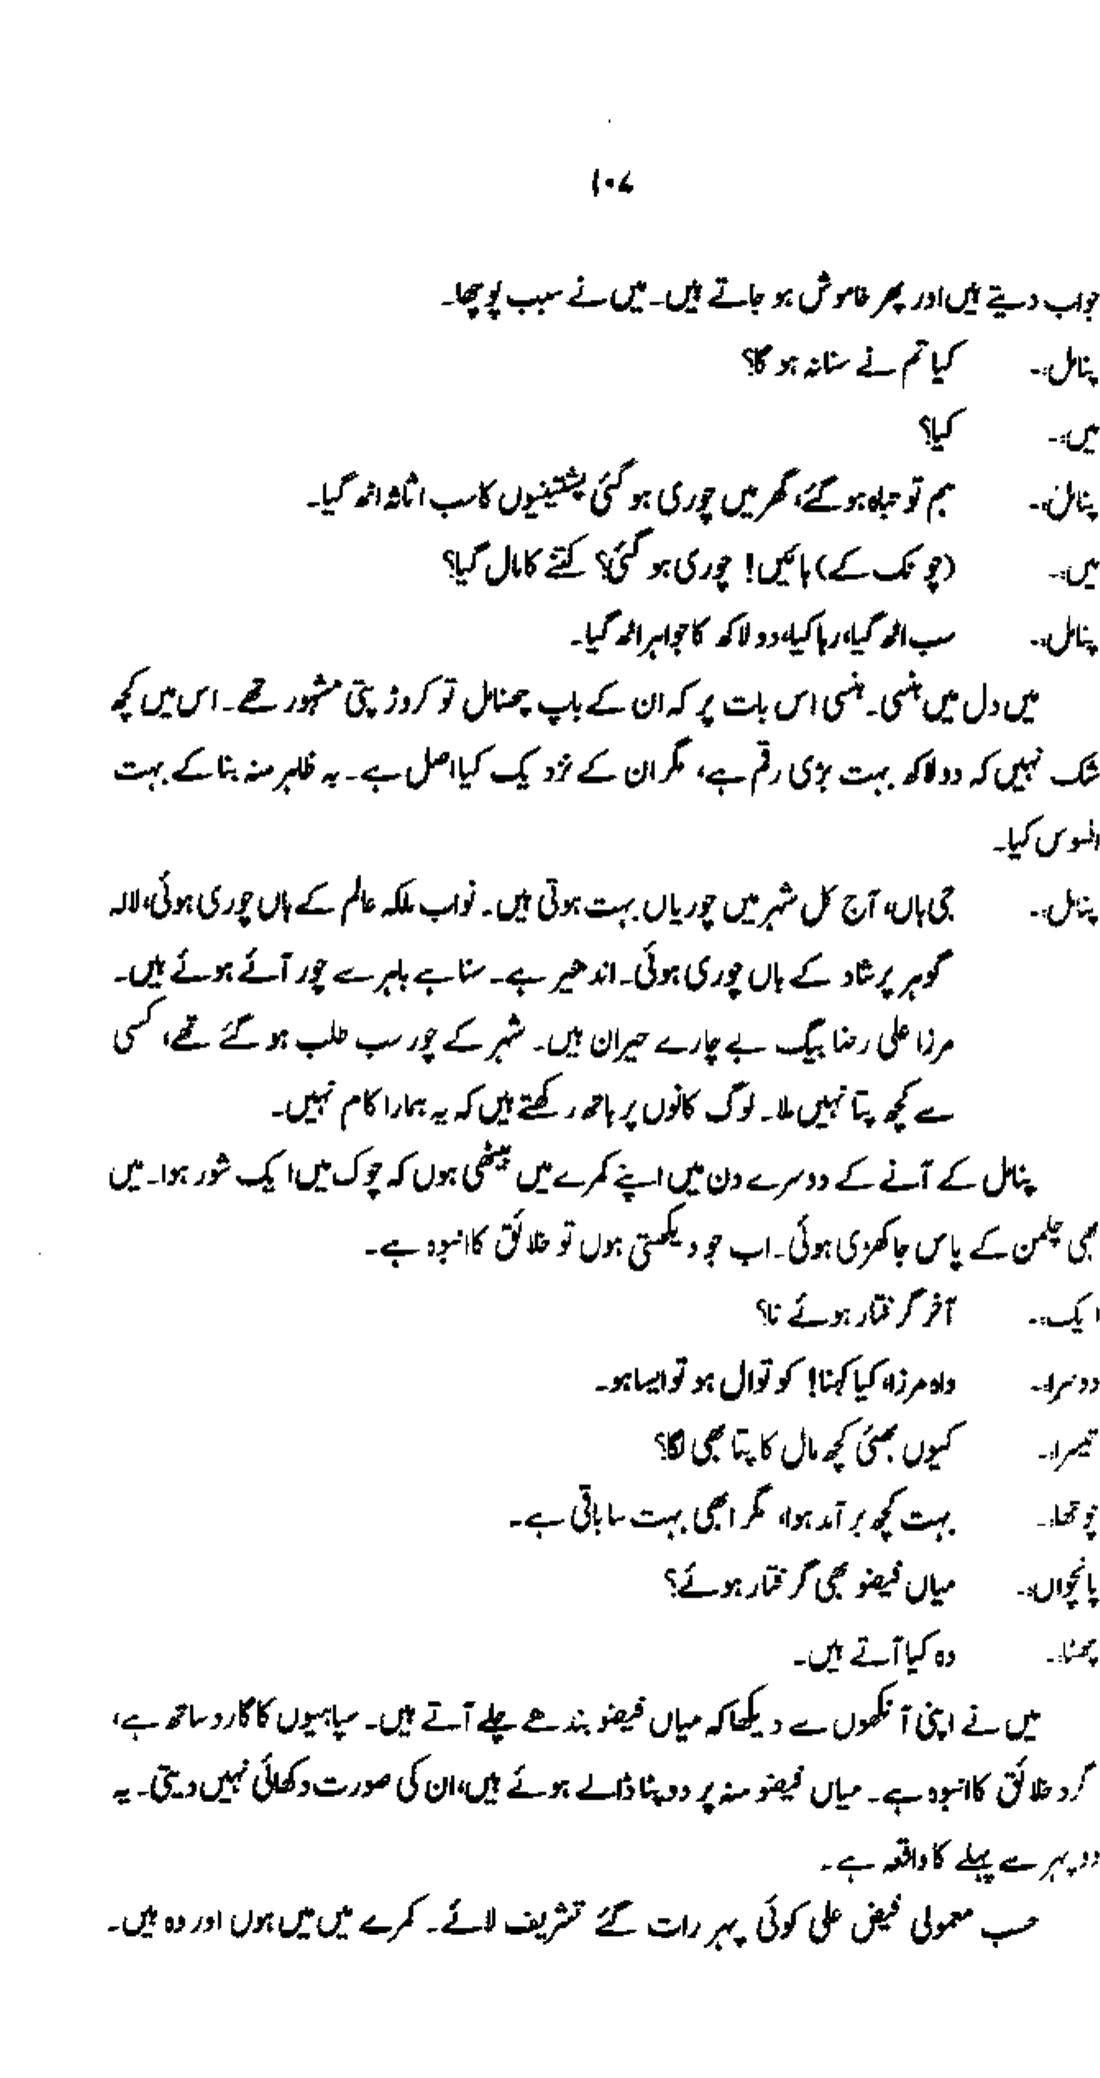 ۱۰۷
جواب دیتے ہیں اور پھر خاموش ہو جاتے ہیں۔ میں نے سبب پوچھا۔
پنامل:۔ کیا تم نے سنا نہ ہو گا؟
میں:۔ کیا؟
پنامل:۔ ہم تو تباہ ہو گئے، گھر میں چوری ہو گئی پشتینیوں کا سب اثاثہ اٹھ گیا۔
میں:۔ (چونک کے) ہائیں! چوری ہو گئی؟ کتنے کا مال گیا؟
پنامل:۔ سب اٹھ گیا، رہا کیا، دو لاکھ کا جواہر اٹھ گیا۔
میں دل میں ہنسی۔ ہنسی اس بات پر کہ ان کے باپ چھنامل تو کروڑ پتی مشہور تھے۔ اس میں کچھ
شک نہیں کہ دو لاکھ بہت بڑی رقم ہے، مگر ان کے نزدیک کیا اصل ہے۔ بہ ظاہر منہ بنا کے بہت
افسوس کیا۔
پنامل:۔ جی ہاں، آج کل شہر میں چوریاں بہت ہوتی ہیں۔ نواب ملکہ عالم کے ہاں چوری ہوئی، لالہ
گوہر پرشاد کے ہاں چوری ہوئی۔ اندھیر ہے۔ سنا ہے باہر سے چور آئے ہوئے ہیں۔
مرزا علی رضا بیگ بے چارے حیران ہیں۔ شہر کے چور سب طلب ہو گئے تھے، کسی
سے کچھ پتا نہیں ملا۔ لوگ کانوں پر ہاتھ رکھتے ہیں کہ یہ ہمارا کام نہیں۔
پنامل کے آنے کے دوسرے دن میں اپنے کمرے میں بیٹھی ہوں کہ چوک میں ایک شور ہوا۔ میں
بھی چلمن کے پاس جا کھڑی ہوئی۔ اب جو دیکھتی ہوں تو خلائق کا انبوہ ہے۔
ایک:۔ آخر گرفتار ہوئے نا؟
دوسرا:۔ واہ مرزا، کیا کہنا! کوتوال ہو تو ایسا ہو۔
تیسرا:۔ کیوں بھئی کچھ مال کا پتا بھی لگا؟
چوتھا:۔ بہت کچھ برآمد ہوا، مگر ابھی بہت سا باقی ہے۔
پانچواں:۔ میاں فیضو بھی گرفتار ہوئے؟
چھٹا:۔ وہ کیا آتے ہیں۔
میں نے اپنی آنکھوں سے دیکھا کہ میاں فیضو بندھے چلے آتے ہیں۔ سپاہیوں کا گارد ساتھ ہے،
گرد خلائق کا انبوہ ہے۔ میاں فیضو منہ پر دوپٹا ڈالے ہوئے ہیں، ان کی صورت دکھائی نہیں دیتی۔ یہ
دوپہر سے پہلے کا واقعہ ہے۔
حسب معمولی فیض علی کوئی پہر رات گئے تشریف لائے۔ کمرے میں میں ہوں اور وہ ہیں۔